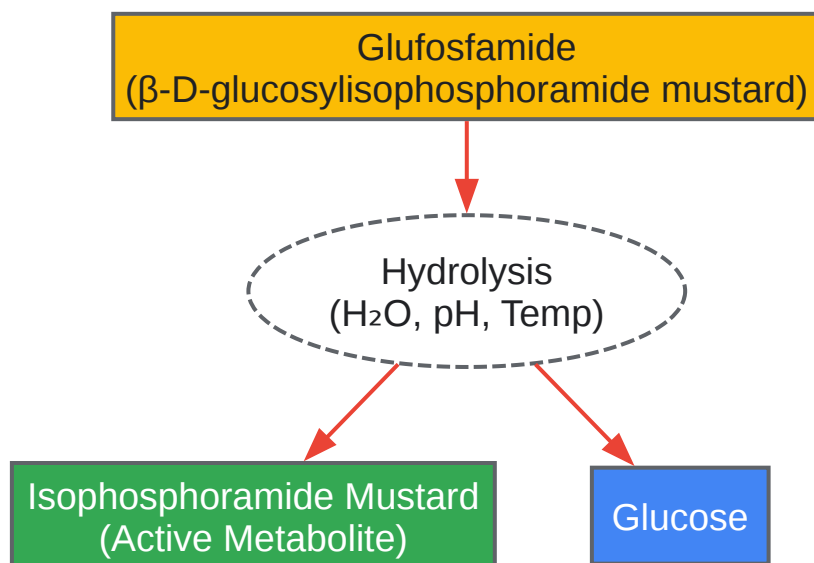 Glufosfamide
(β-D-glucosylisophosphoramide mustard)
Hydrolysis
(H₂O, pH, Temp)
Isophosphoramide Mustard
(Active Metabolite)
Glucose